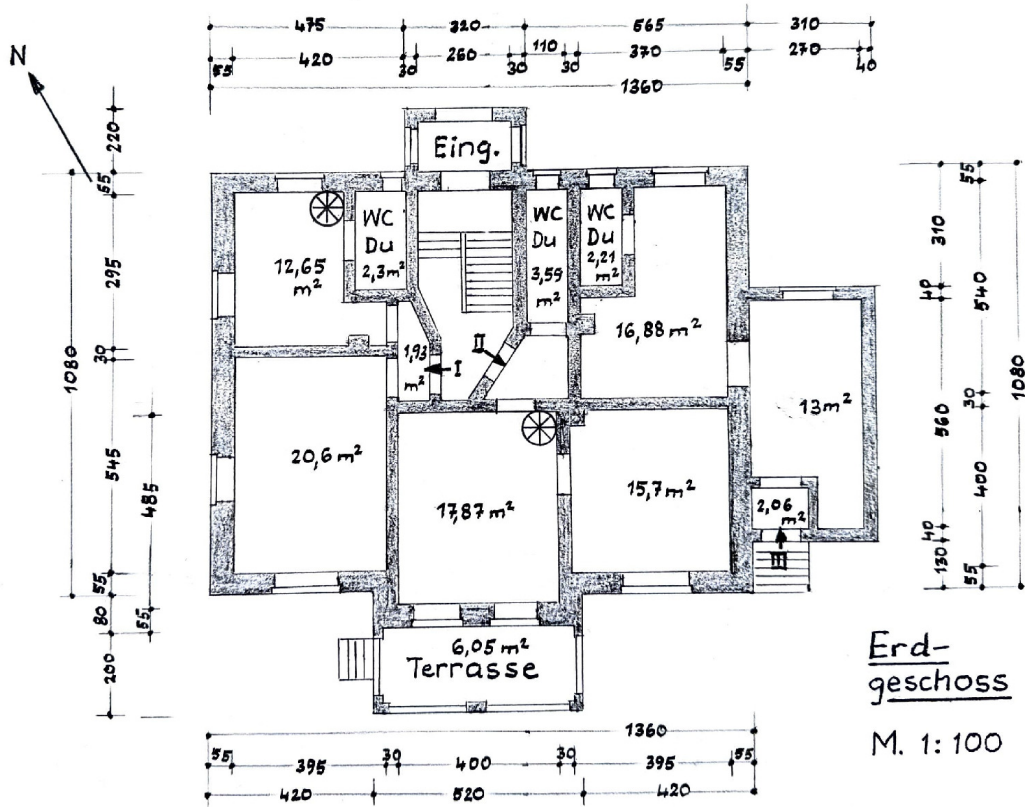 475 320 565 310
55 420 30 260 30 110 30 370 55 270 40
1360
N
220
55
295
30
1080
545
485
55
80
55
200
Eing.
WC
Du
2,3 m²
WC
Du
3,59
m²
WC
Du
2,21
m²
12,65
m²
16,88 m²
1,93
m²
I
II
13 m²
20,6 m²
17,87 m²
15,7 m²
2,06
m²
III
6,05 m²
Terrasse
310
40
560
40
130
55
540
30
400
55
1080
Erd-
geschoss
M. 1:100
1360
55 395 30 400 30 395 55
420 520 420